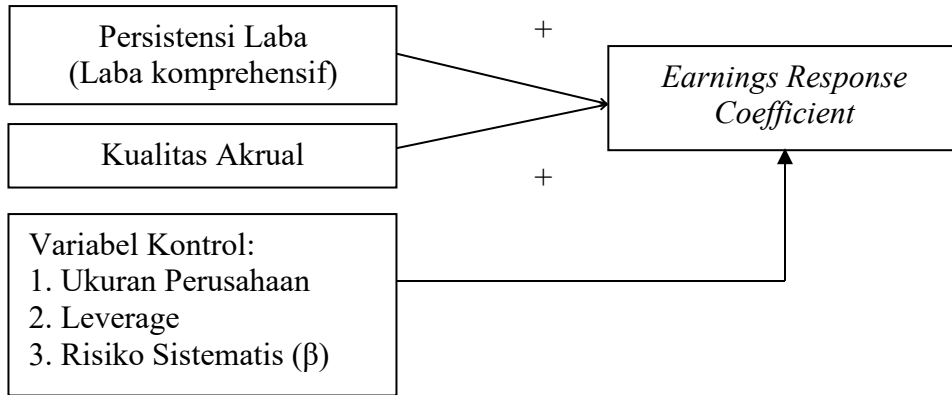 Persistensi Laba
(Laba komprehensif)
+
Earnings Response
Coefficient
Kualitas Akrual
+
Variabel Kontrol:
1. Ukuran Perusahaan
2. Leverage
3. Risiko Sistematis (β)